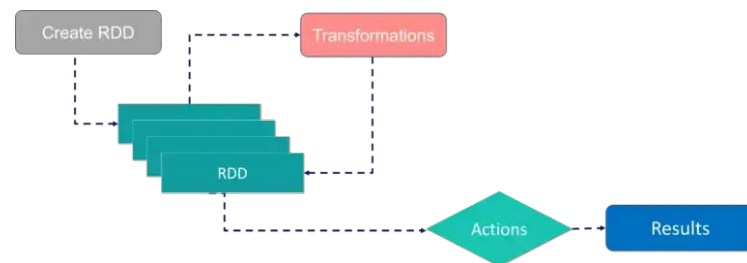 Create RDD
Transformations
RDD
Actions
Results